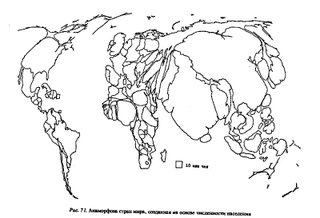 10 млн чел
Рис. 71. Анаморфоза стран мира, созданная на основе численности населения